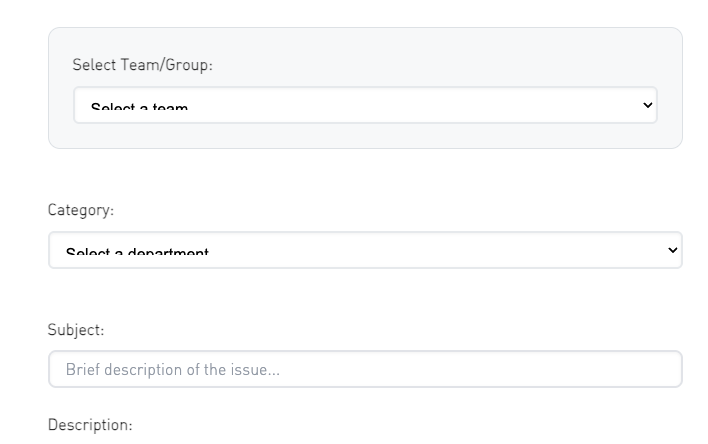 Select Team/Group:
Select a team
Category:
Select a department
Subject:
Brief description of the issue...
Description: